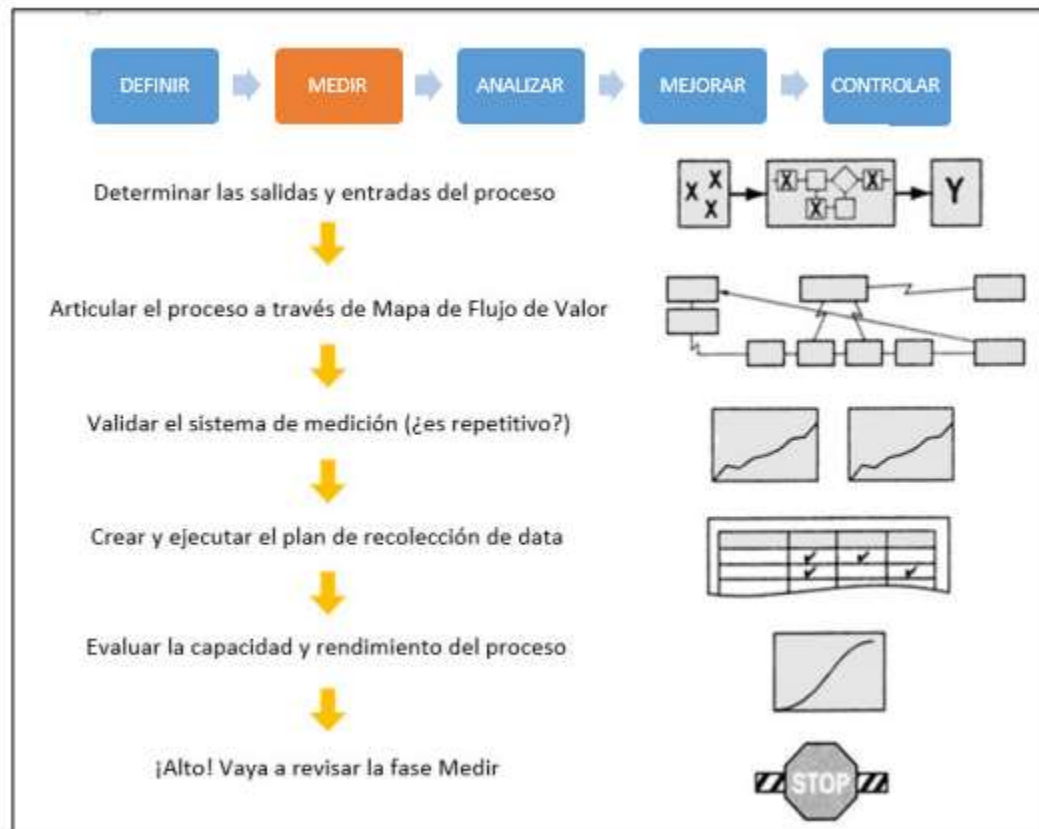 DEFINIR MEDIR ANALIZAR MEJORAR CONTROLAR
Determinar las salidas y entradas del proceso
X X X X X X Y
Articular el proceso a través de Mapa de Flujo de Valor
Validar el sistema de medición (¿es repetitivo?)
Crear y ejecutar el plan de recolección de data
Evaluar la capacidad y rendimiento del proceso
¡Alto! Vaya a revisar la fase Medir
STOP